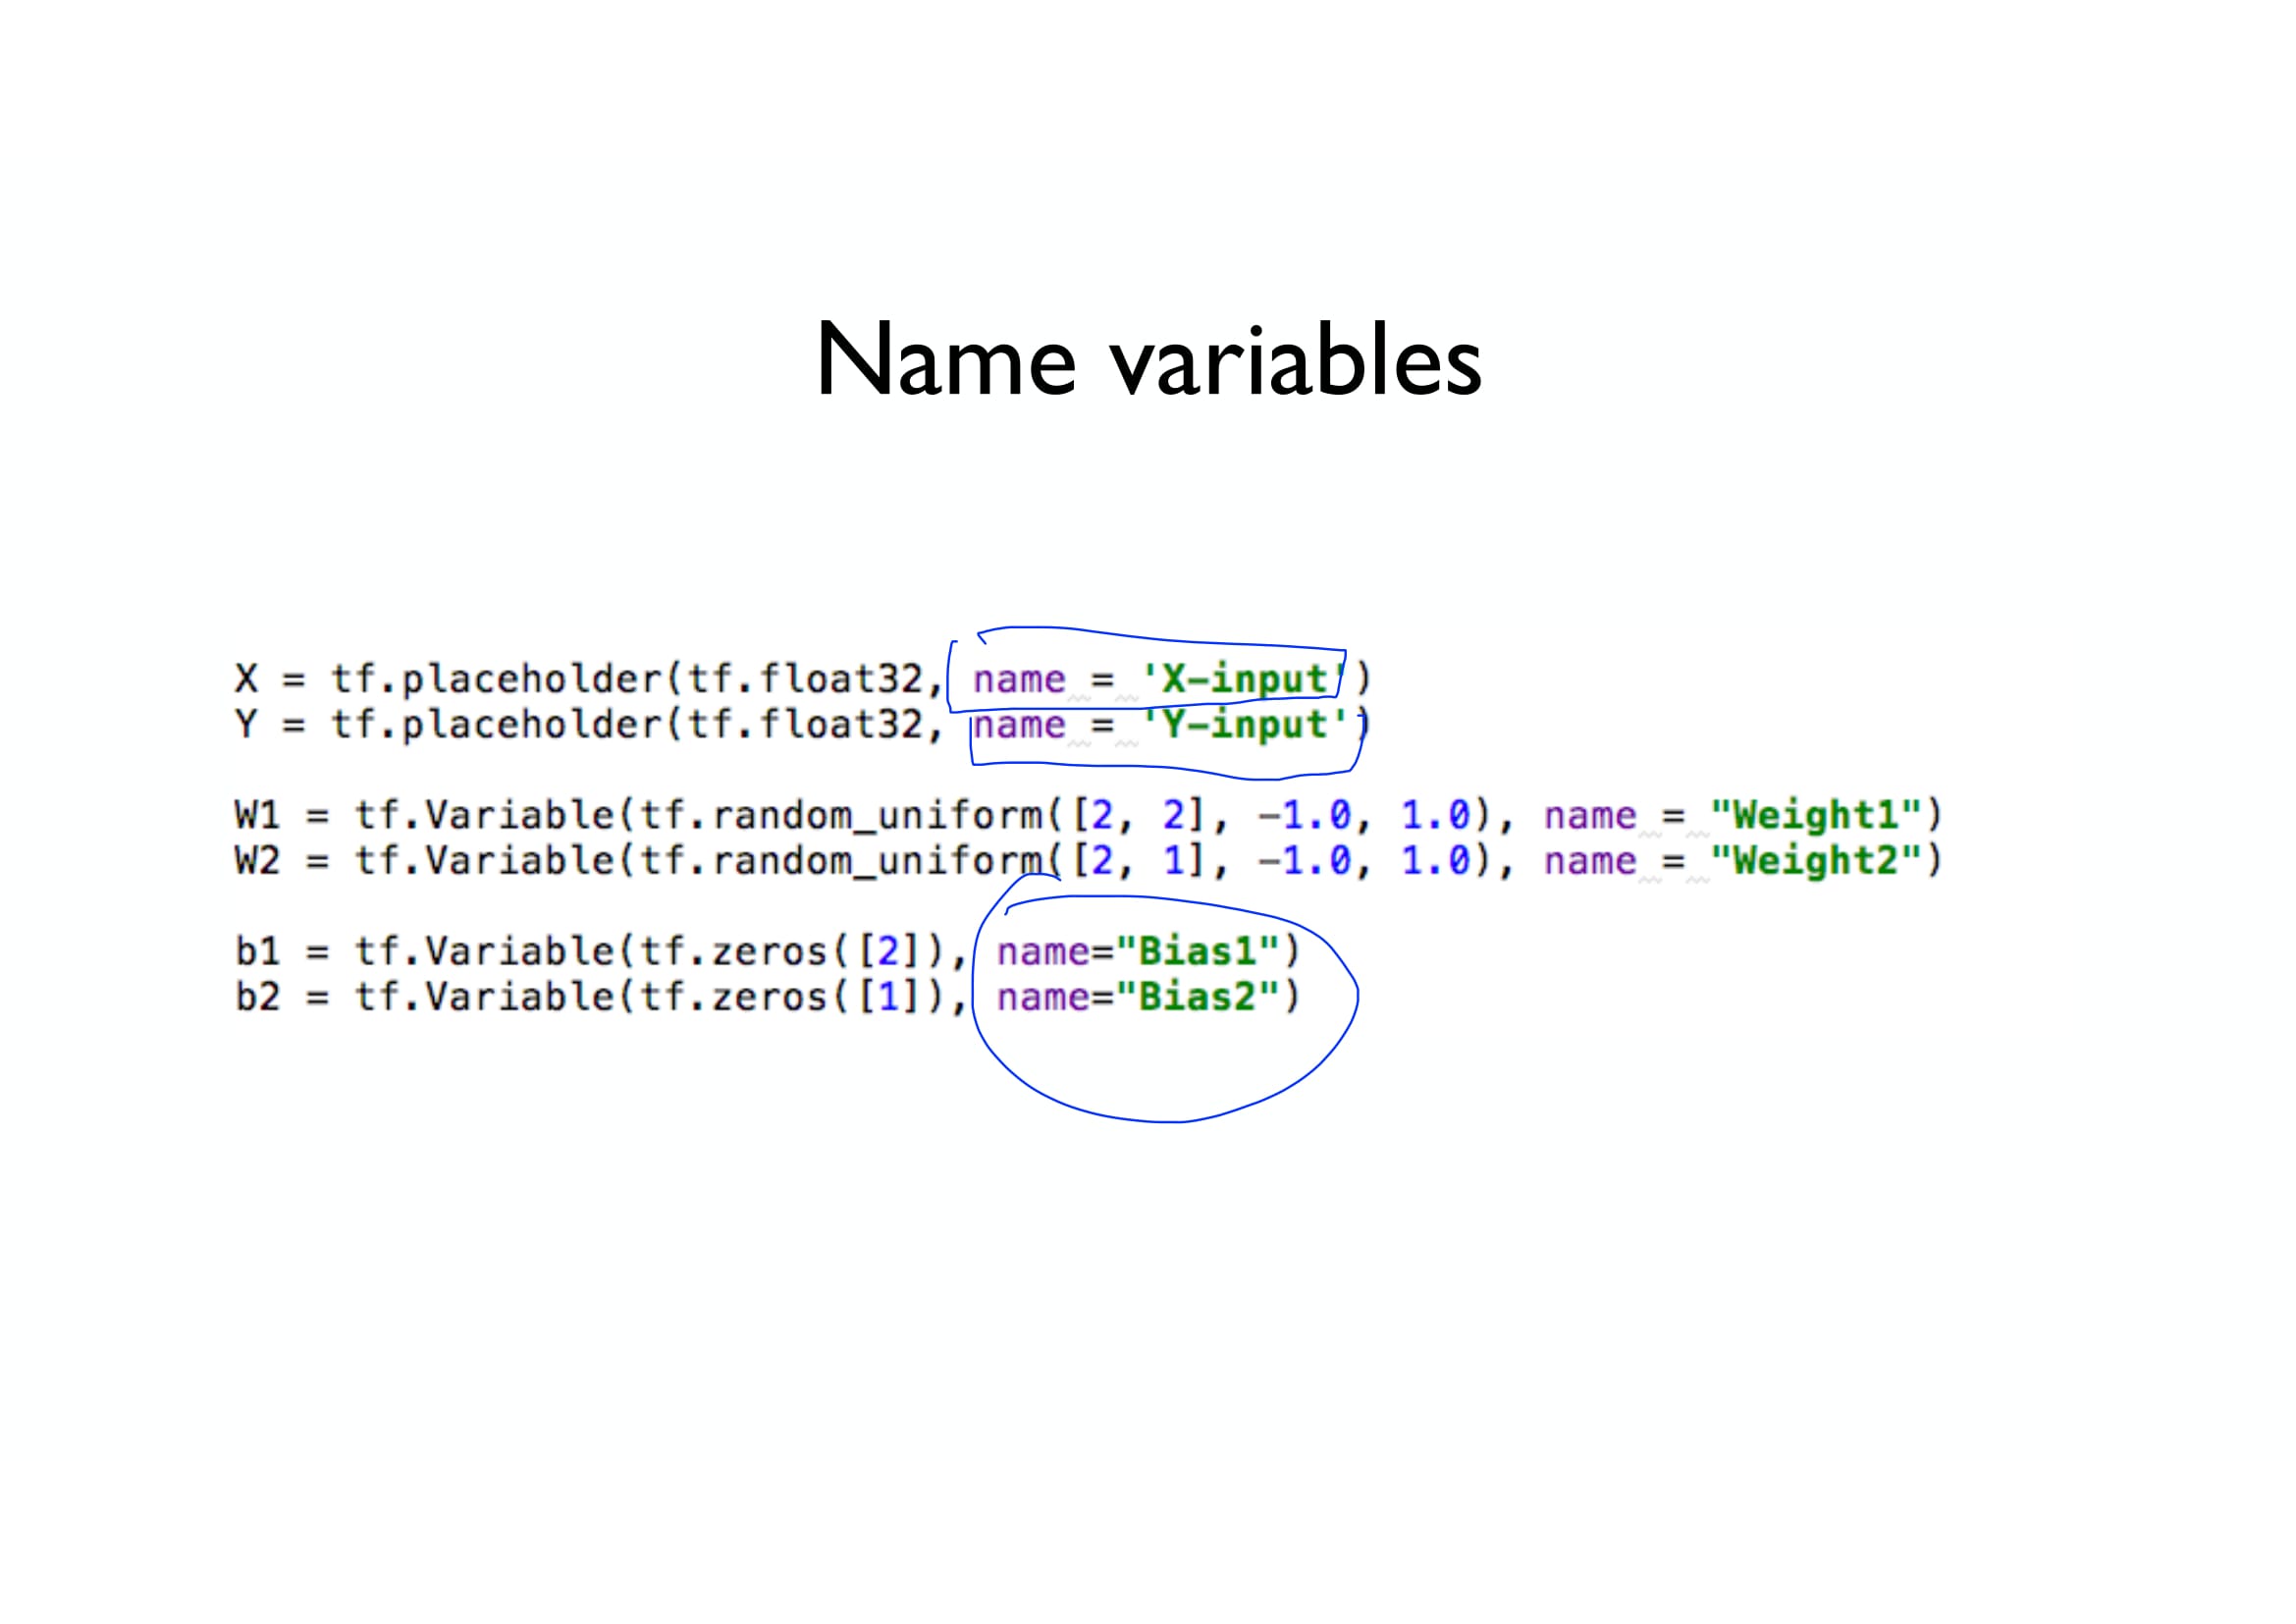 Name variables
X = tf.placeholder(tf.float32, name = 'X-input')
Y = tf.placeholder(tf.float32, name = 'Y-input')
W1 = tf.Variable(tf.random_uniform([2, 2], -1.0, 1.0), name = "Weight1")
W2 = tf.Variable(tf.random_uniform([2, 1], -1.0, 1.0), name = "Weight2")
b1 = tf.Variable(tf.zeros([2]), name="Bias1")
b2 = tf.Variable(tf.zeros([1]), name="Bias2")